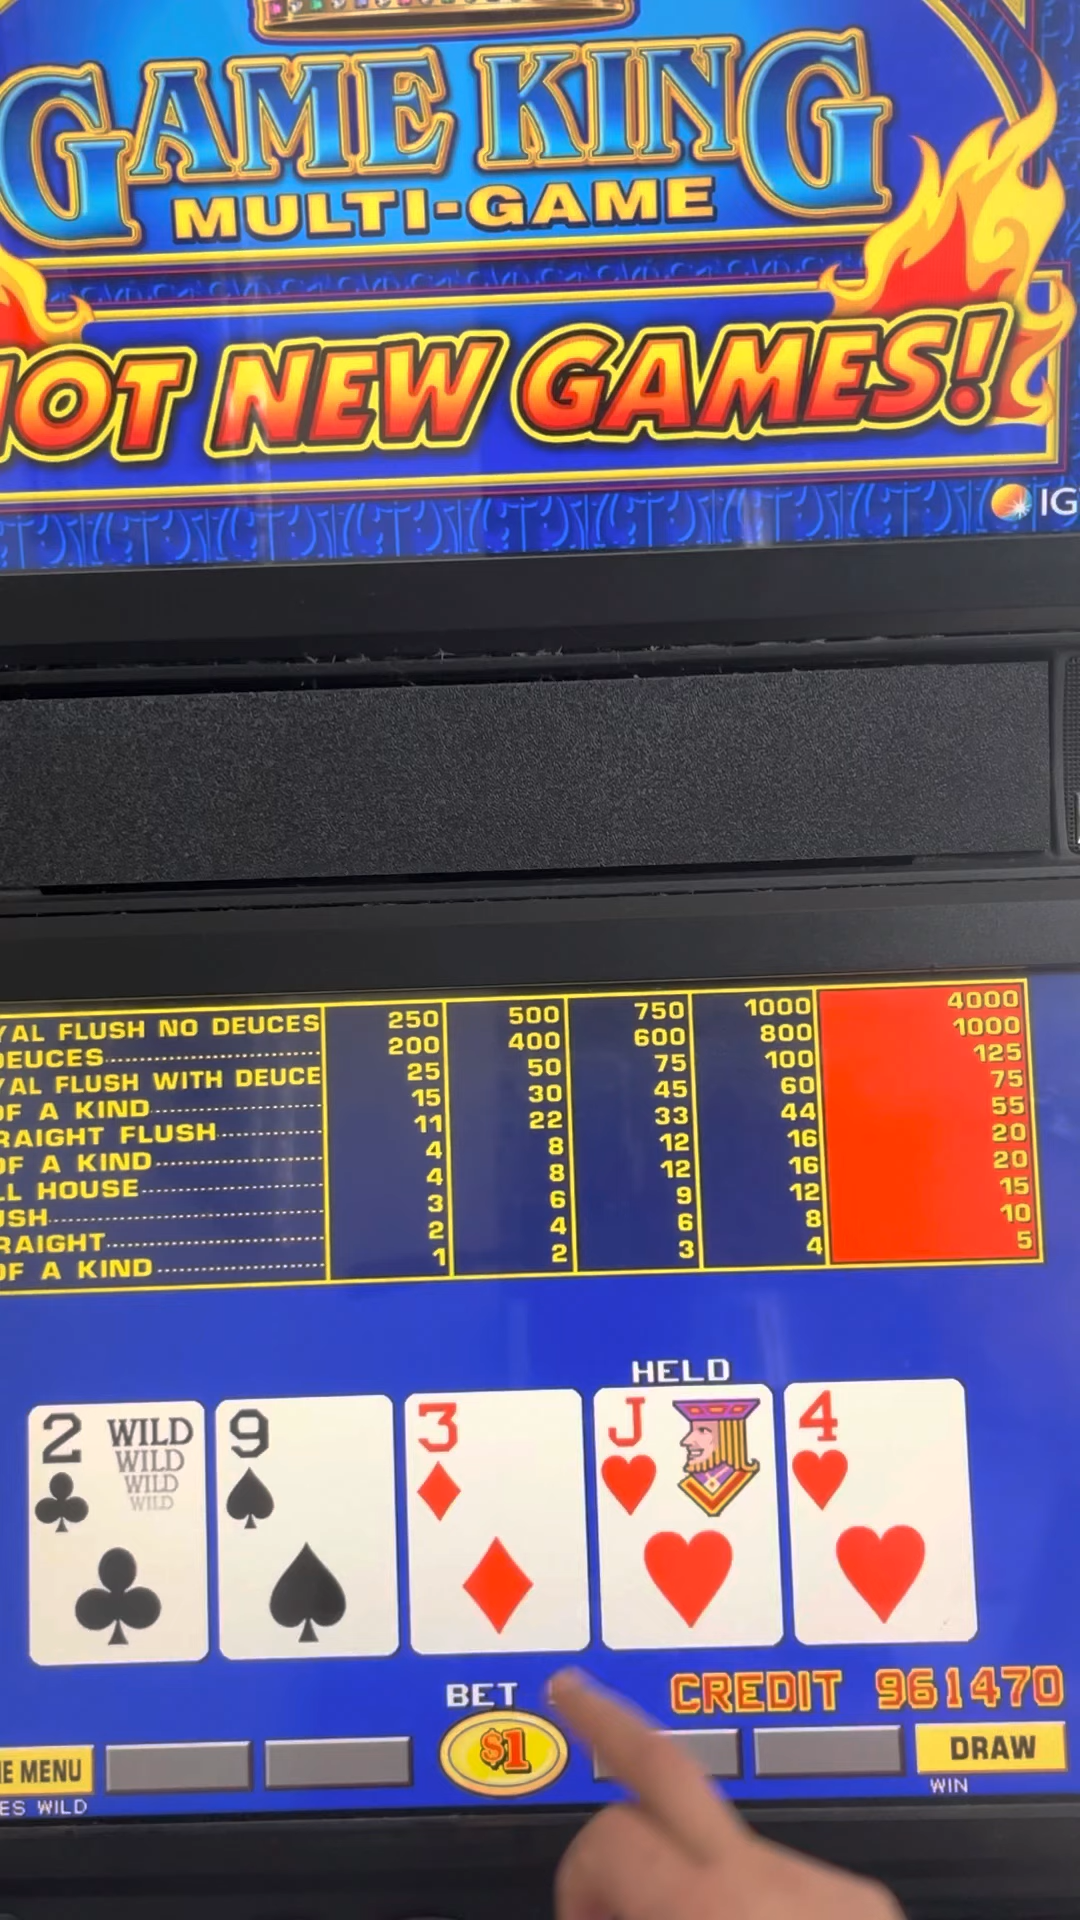 GAME KING
MULTI-GAME
OT NEW GAMES!
IG
YAL FLUSH NO DEUCES 250 500 750 1000 4000
DEUCES 200 400 600 800 1000
YAL FLUSH WITH DEUCE 25 50 75 100 125
OF A KIND 15 30 45 60 75
RAIGHT FLUSH 11 22 33 44 55
OF A KIND 4 8 12 16 20
LL HOUSE 4 8 12 16 20
USH 3 6 9 12 15
RAIGHT 2 4 6 8 10
OF A KIND 1 2 3 4 5
HELD
2 WILD 9 3 J 4
WILD
WILD
WILD
BET CREDIT 961470
E MENU $1 DRAW
ES WILD WIN